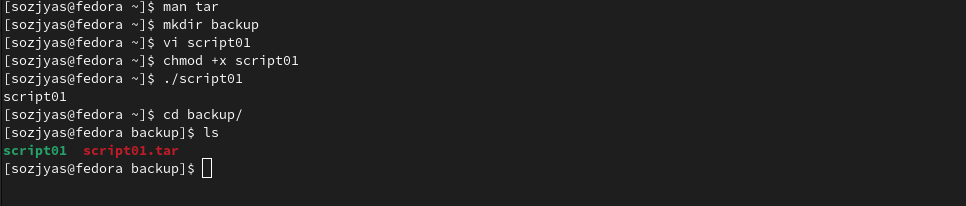 [sozjyas@fedora ~]$ man tar
[sozjyas@fedora ~]$ mkdir backup
[sozjyas@fedora ~]$ vi script01
[sozjyas@fedora ~]$ chmod +x script01
[sozjyas@fedora ~]$ ./script01
script01
[sozjyas@fedora ~]$ cd backup/
[sozjyas@fedora backup]$ ls
script01  script01.tar
[sozjyas@fedora backup]$